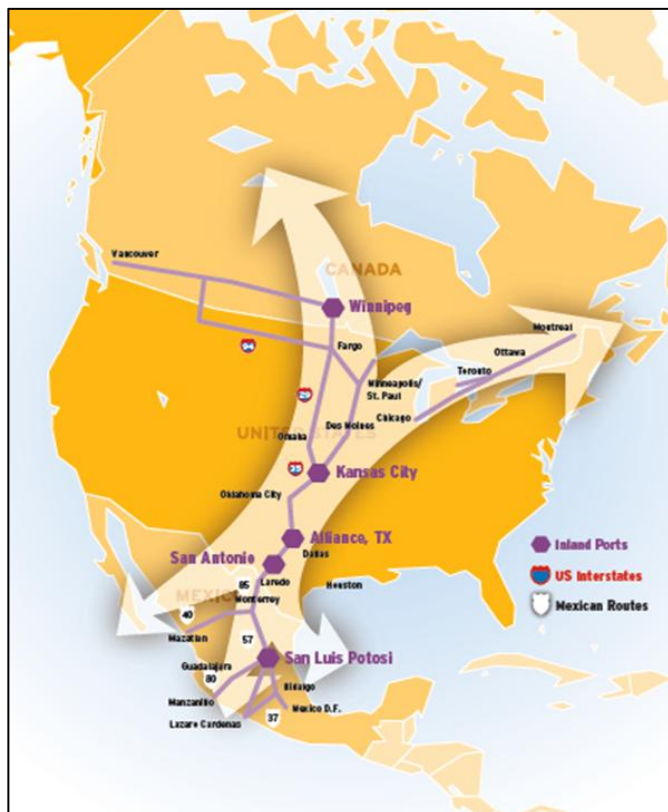 Vancouver
CANADA
Winnipeg
Montreal
94
Fargo
Ottawa
Toronto
Minneapolis/
St. Paul
29
Chicago
UNITED STATES
Omaha
Des Moines
35
Kansas City
Oklahoma City
Alliance, TX
Dallas
San Antonio
Inland Ports
US Interstates
Mexican Routes
85
Laredo
Houston
MEXICO
Monterrey
40
Mazatlan
57
San Luis Potosi
Guadalajara
80
Hidalgo
Manzanillo
Mexico D.F.
37
Lazaro Cardenas